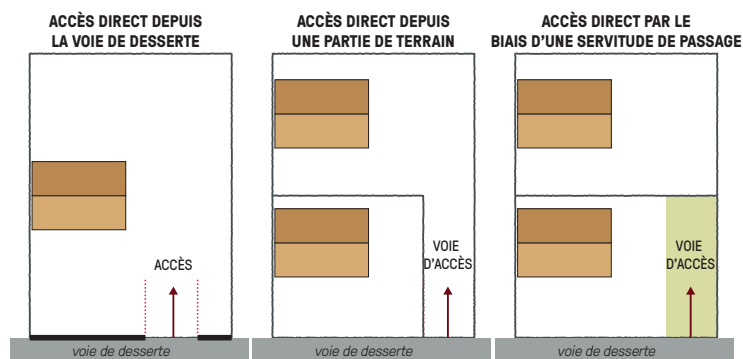 ACCÈS DIRECT DEPUIS
LA VOIE DE DESSERTE
ACCÈS
voie de desserte
ACCÈS DIRECT DEPUIS
UNE PARTIE DE TERRAIN
VOIE
D'ACCÈS
voie de desserte
ACCÈS DIRECT PAR LE
BIAIS D'UNE SERVITUDE DE PASSAGE
VOIE
D'ACCÈS
voie de desserte